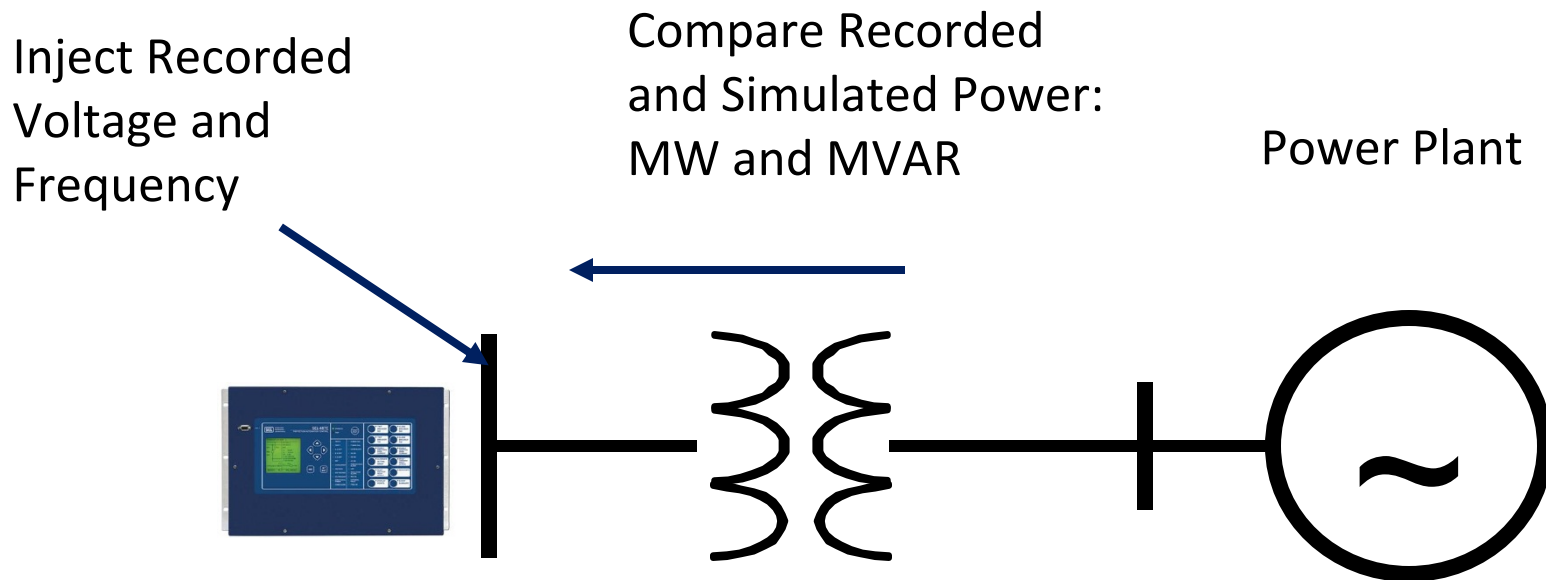 Inject Recorded
Voltage and
Frequency
Compare Recorded
and Simulated Power:
MW and MVAR
Power Plant
~